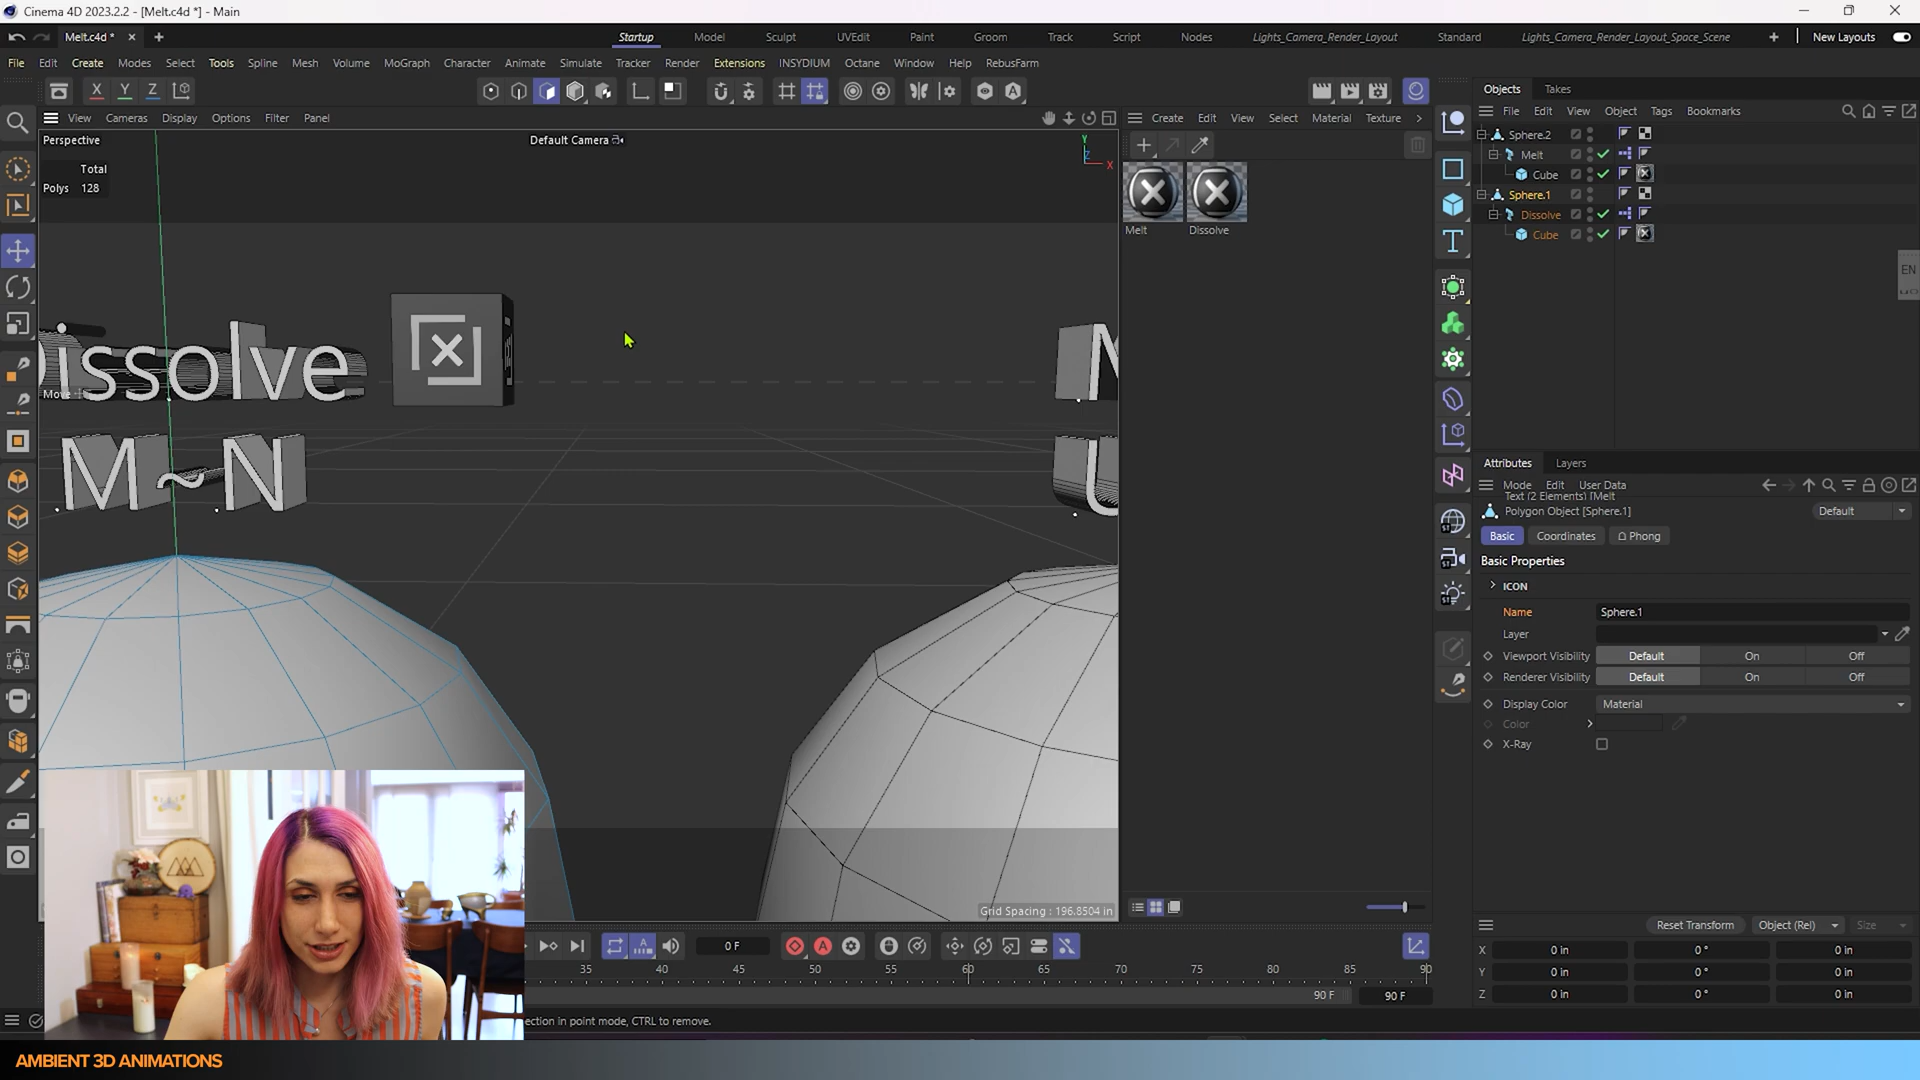 Cinema 4D 2023.2.2 - [Melt.c4d *] - Main
Melt.c4d *
Startup Model Sculpt UVEdit Paint Groom Track Script Nodes Lights_Camera_Render_Layout Standard Lights_Camera_Render_Layout_Space_Scene New Layouts
File Edit Create Modes Select Tools Spline Mesh Volume MoGraph Character Animate Simulate Tracker Render Extensions INSYDIUM Octane Window Help RebusFarm
X Y Z
View Cameras Display Options Filter Panel
Perspective
Default Camera
Total
Polys 128
Y
Z
X
issolve
Move
M~N
Grid Spacing : 196.8504 in
Create Edit View Select Material Texture
Melt Dissolve
Objects Takes
File Edit View Object Tags Bookmarks
Sphere.2
Melt
Cube
Sphere.1
Dissolve
Cube
EN
Attributes Layers
Mode Edit User Data
Text (2 Elements) [Melt
Polygon Object [Sphere.1]
Default
Basic Coordinates Phong
Basic Properties
ICON
Name Sphere.1
Layer
Viewport Visibility Default On Off
Renderer Visibility Default On Off
Display Color Material
Color
X-Ray
Reset Transform Object (Rel) Size
X 0 in 0 ° 0 in
Y 0 in 0 ° 0 in
Z 0 in 0 ° 0 in
0 F
35 40 45 50 55 60 65 70 75 80 85 90
90 F 90 F
ection in point mode, CTRL to remove.
AMBIENT 3D ANIMATIONS